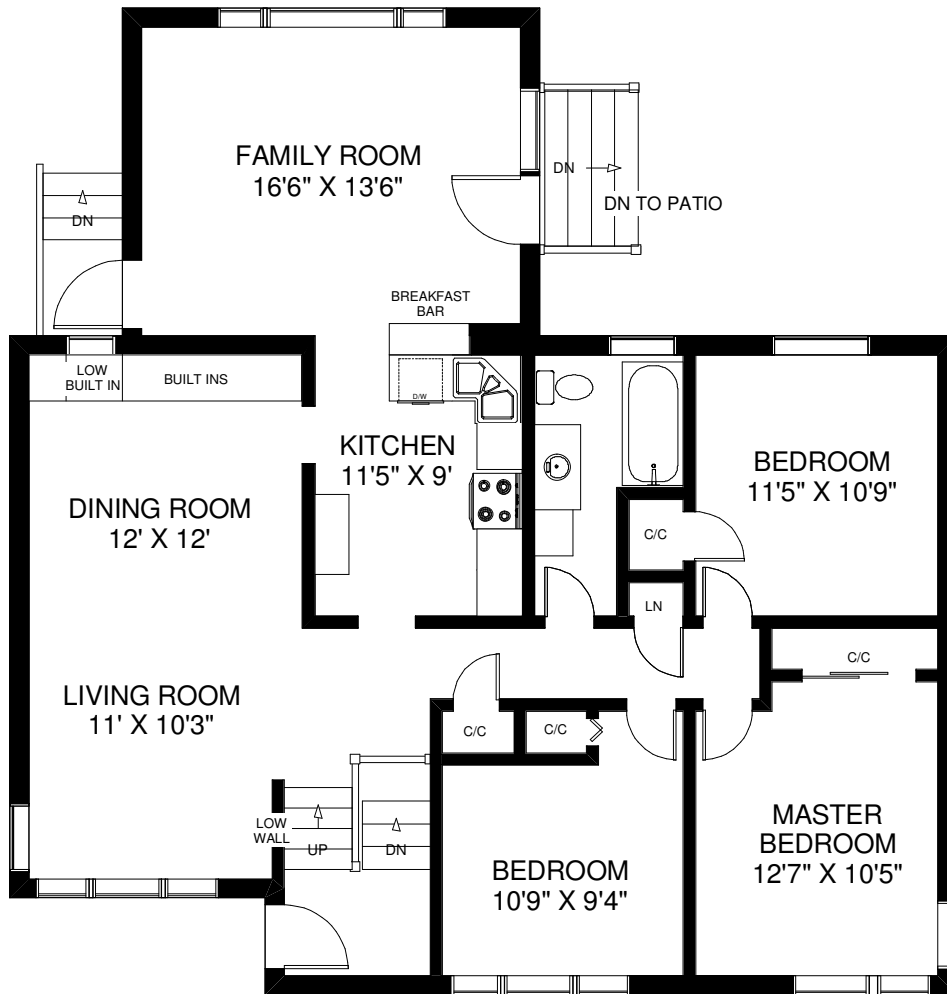 FAMILY ROOM
16'6" X 13'6"
DN
DN
DN TO PATIO
BREAKFAST
BAR
LOW
BUILT IN
BUILT INS
D/W
KITCHEN
11'5" X 9'
BEDROOM
11'5" X 10'9"
DINING ROOM
12' X 12'
C/C
LN
C/C
LIVING ROOM
11' X 10'3"
C/C
C/C
LOW
WALL
UP
DN
MASTER
BEDROOM
12'7" X 10'5"
BEDROOM
10'9" X 9'4"